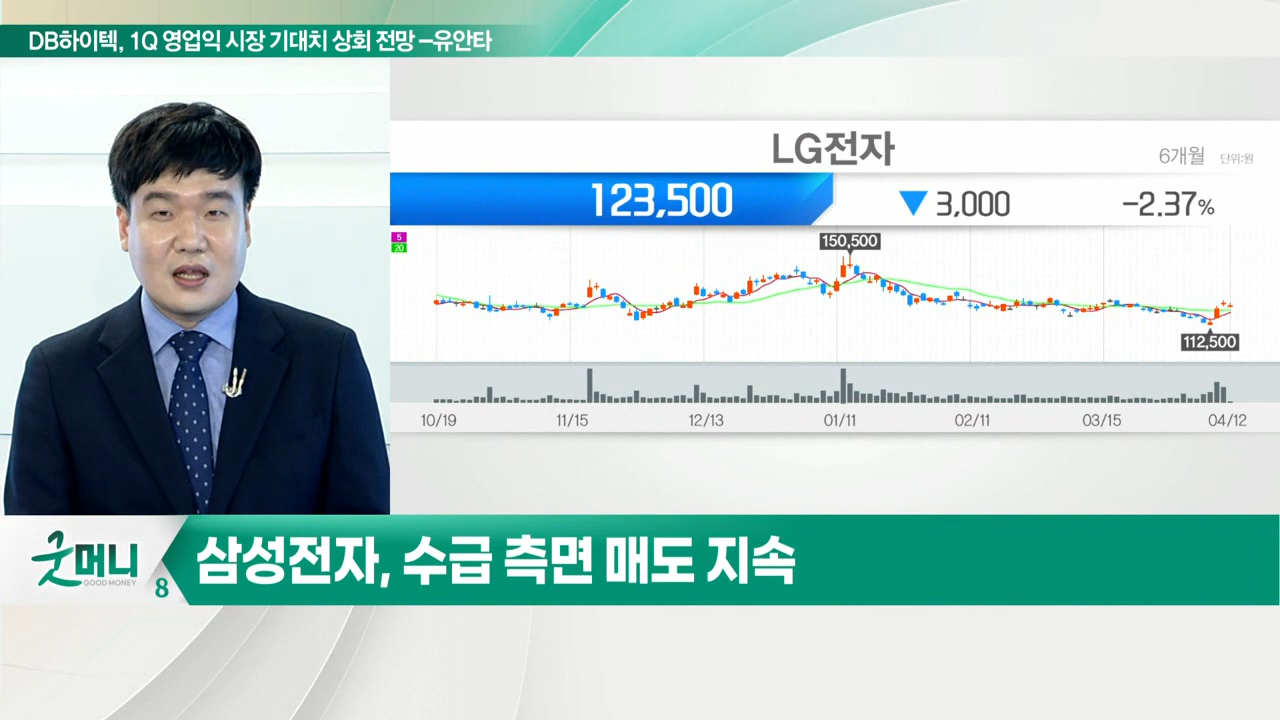 DB하이텍, 1Q 영업익 시장 기대치 상회 전망 –유안타
LG전자
6개월 단위:원
123,500 ▼ 3,000 -2.37%
5
20
150,500
112,500
10/19 11/15 12/13 01/11 02/11 03/15 04/12
굿머니
GOOD MONEY
8
삼성전자, 수급 측면 매도 지속